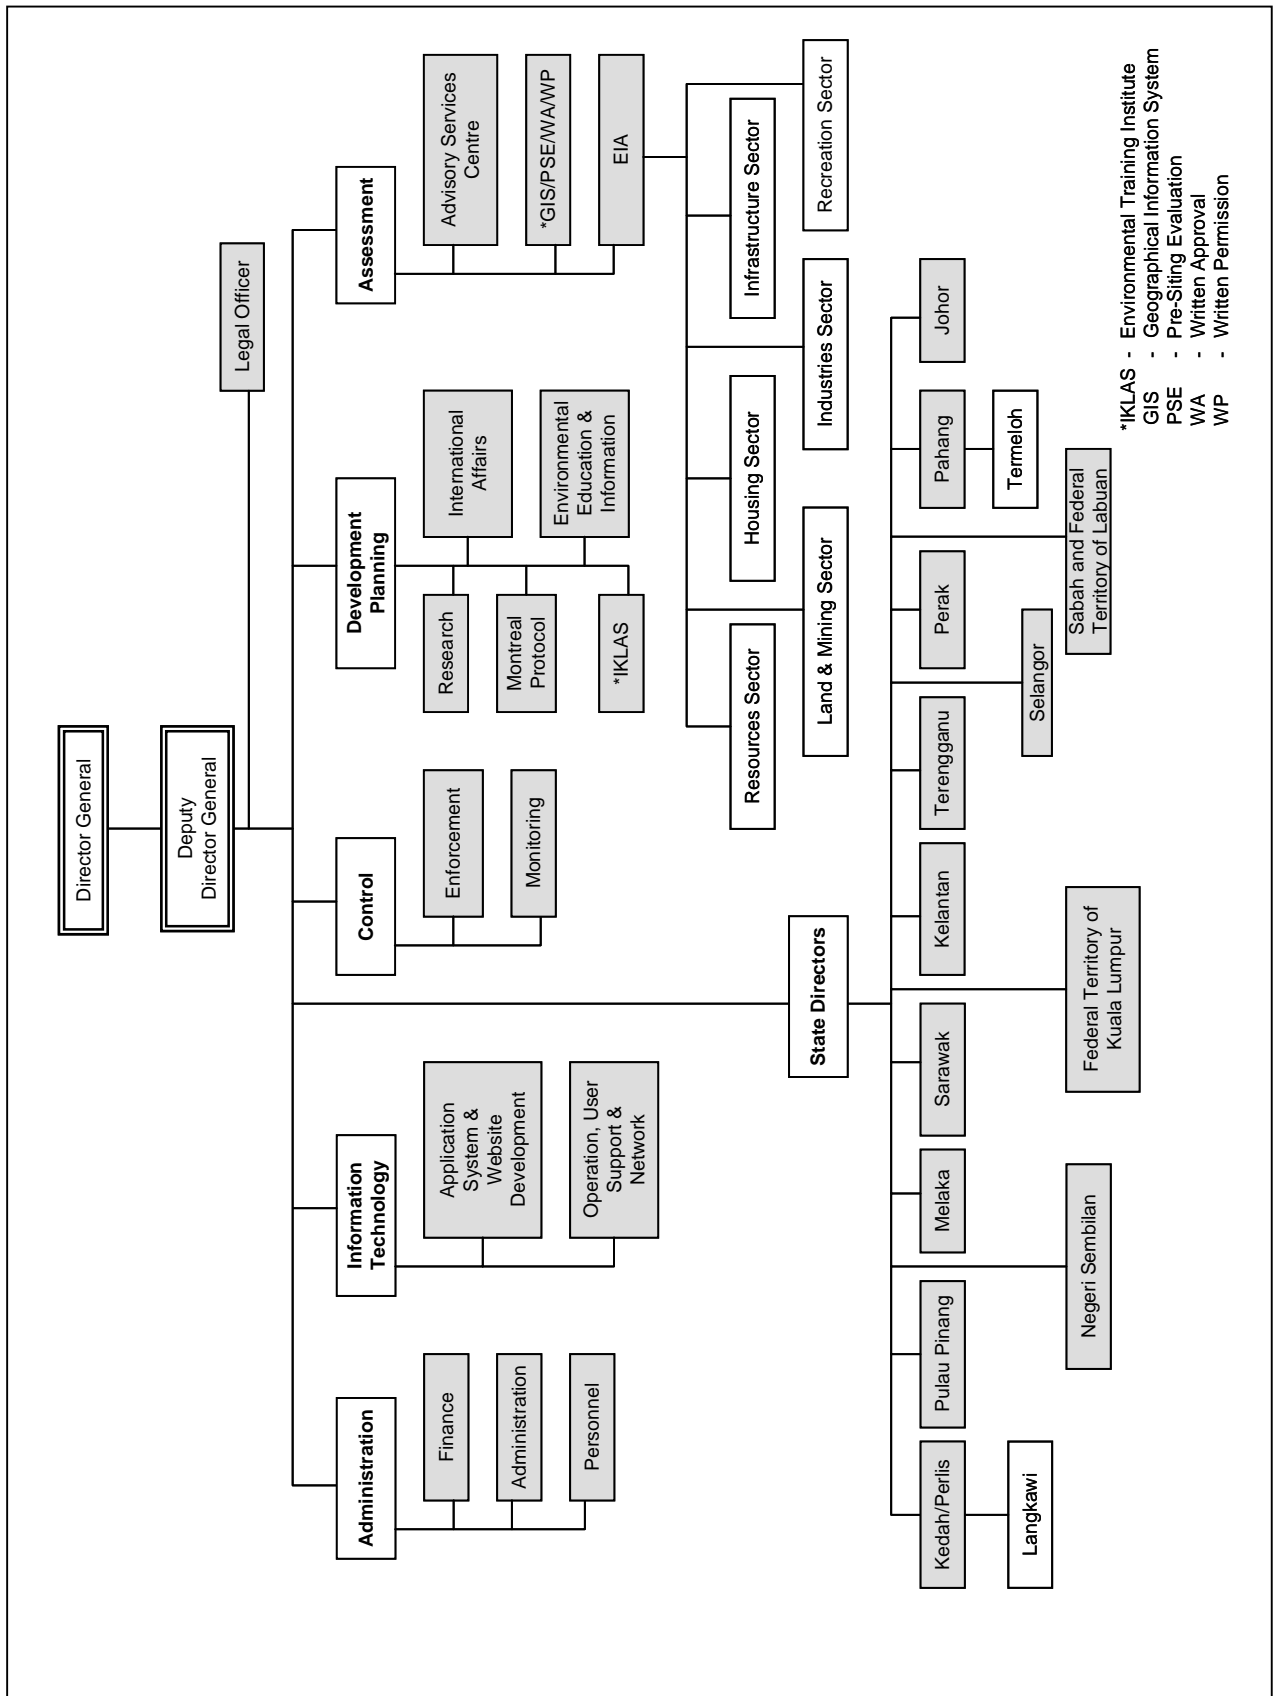 Director General
Deputy
Director General
Legal Officer
Administration
Information
Technology
Control
Development
Planning
Assessment
Finance
Administration
Personnel
Application
System &
Website
Development
Operation, User
Support &
Network
Enforcement
Monitoring
Research
International
Affairs
Montreal
Protocol
Environmental
Education &
Information
*IKLAS
Advisory Services
Centre
*GIS/PSE/WA/WP
EIA
Resources Sector
Housing Sector
Infrastructure Sector
Land & Mining Sector
Industries Sector
Recreation Sector
State Directors
Kedah/Perlis
Pulau Pinang
Melaka
Sarawak
Kelantan
Terengganu
Perak
Pahang
Johor
Langkawi
Termeloh
Selangor
Negeri Sembilan
Federal Territory of
Kuala Lumpur
Sabah and Federal
Territory of Labuan
*IKLAS - Environmental Training Institute
GIS - Geographical Information System
PSE - Pre-Siting Evaluation
WA - Written Approval
WP - Written Permission